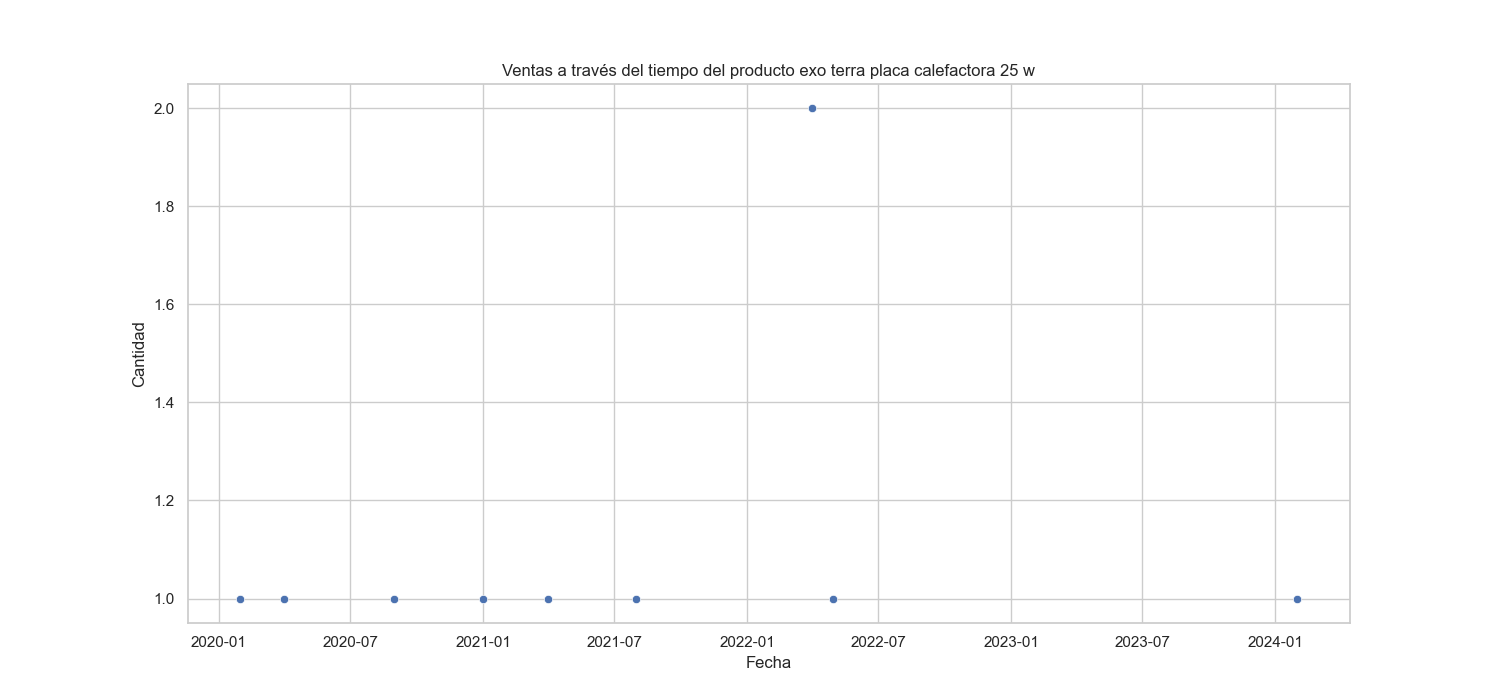 Ventas a través del tiempo del producto exo terra placa calefactora 25 w
2.0
1.8
1.6
1.4
1.2
1.0
Cantidad
2020-01 2020-07 2021-01 2021-07 2022-01 2022-07 2023-01 2023-07 2024-01
Fecha